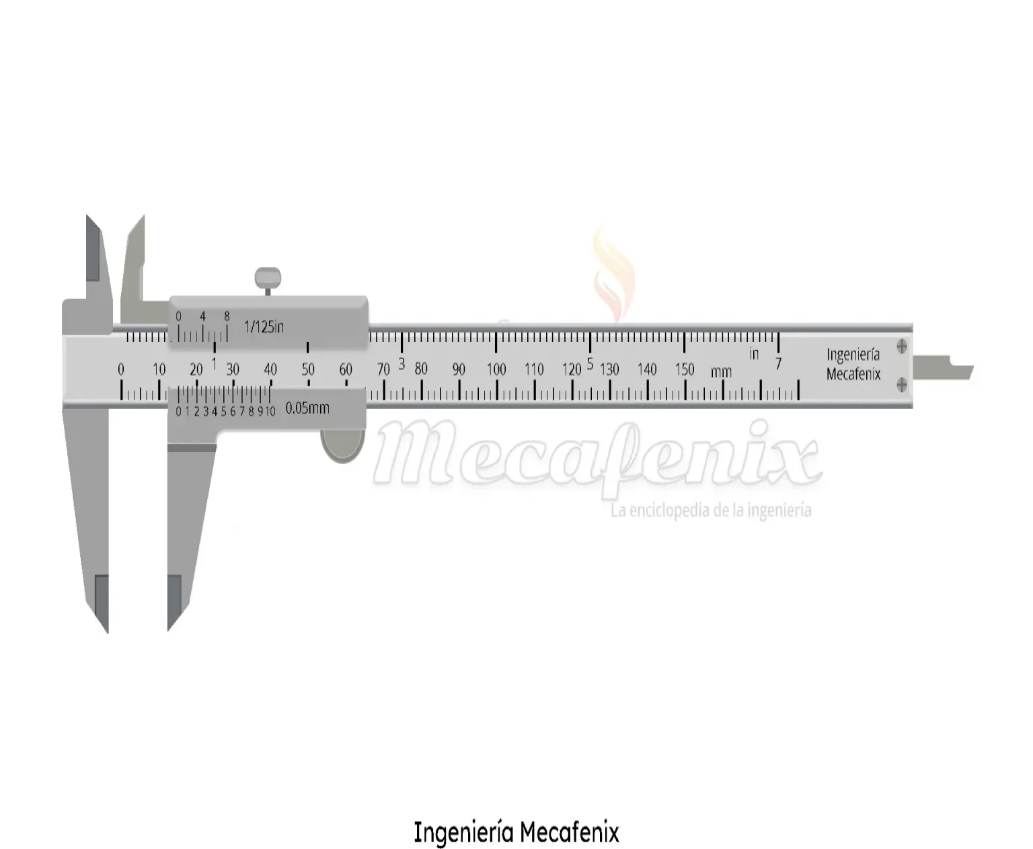 0 4 8
1/125in
1 3 5 in 7
0 10 20 30 40 50 60 70 80 90 100 110 120 130 140 150 mm
Ingeniería
Mecafenix
0 1 2 3 4 5 6 7 8 9 10 0.05mm
Mecafenix
La enciclopedia de la ingeniería
Ingeniería Mecafenix